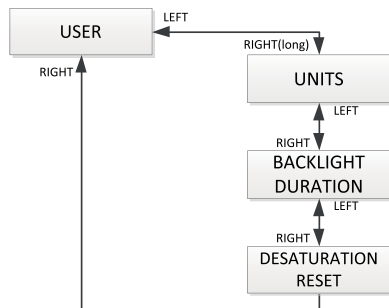 LEFT
USER
RIGHT(long)
RIGHT
UNITS
LEFT
RIGHT
BACKLIGHT
DURATION
LEFT
RIGHT
DESATURATION
RESET